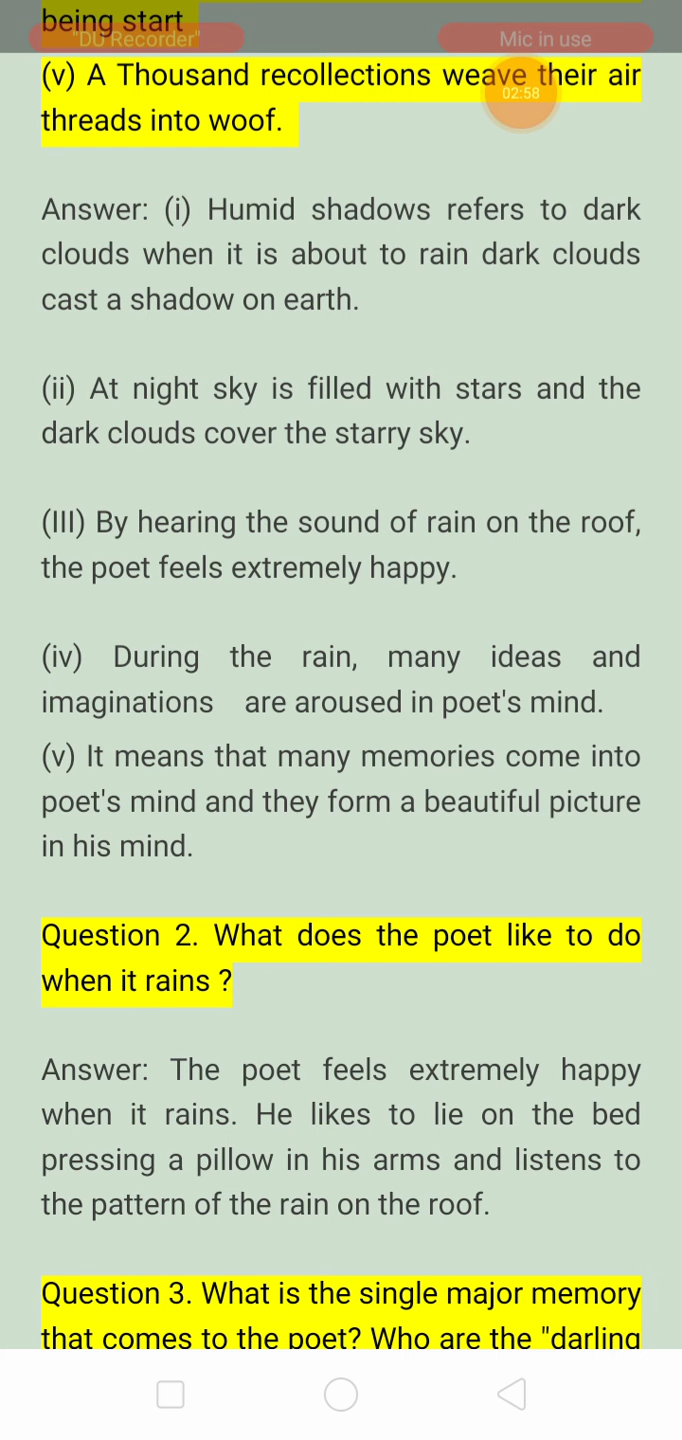 being start
"DU Recorder"
Mic in use
(v) A Thousand recollections weave their air
02:58
threads into woof.
Answer: (i) Humid shadows refers to dark
clouds when it is about to rain dark clouds
cast a shadow on earth.
(ii) At night sky is filled with stars and the
dark clouds cover the starry sky.
(III) By hearing the sound of rain on the roof,
the poet feels extremely happy.
(iv) During the rain, many ideas and
imaginations are aroused in poet's mind.
(v) It means that many memories come into
poet's mind and they form a beautiful picture
in his mind.
Question 2. What does the poet like to do
when it rains ?
Answer: The poet feels extremely happy
when it rains. He likes to lie on the bed
pressing a pillow in his arms and listens to
the pattern of the rain on the roof.
Question 3. What is the single major memory
that comes to the poet? Who are the "darling